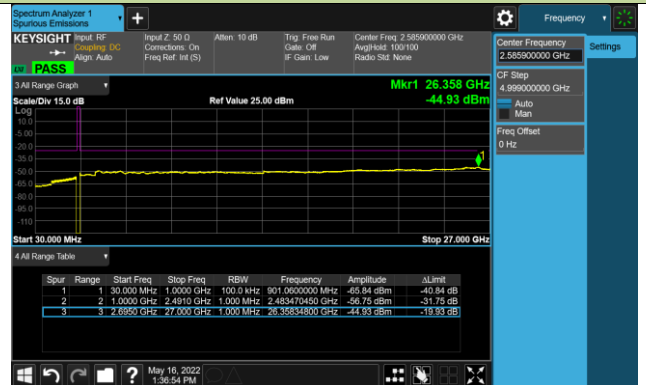 Spectrum Analyzer 1
Spurious Emissions
Frequency
KEYSIGHT Input: RF
Coupling: DC
Align: Auto
Input Z: 50 Ω
Corrections: On
Freq Ref: Int (S)
Atten: 10 dB
Trig: Free Run
Gate: Off
IF Gain: Low
Center Freq: 2.585900000 GHz
Avg|Hold: 100/100
Radio Std: None
PASS
Center Frequency
2.585900000 GHz
Settings
CF Step
4.999000000 GHz
Auto
Man
Freq Offset
0 Hz
3 All Range Graph
Mkr1 26.358 GHz
Scale/Div 15.0 dB
Ref Value 25.00 dBm
-44.93 dBm
Log
10.0
-5.00
-20.0
-35.0
-50.0
-65.0
-80.0
-95.0
-110
1
Start 30.000 MHz
Stop 27.000 GHz
4 All Range Table
Spur Range Start Freq Stop Freq RBW Frequency Amplitude ΔLimit
1 1 30.000 MHz 1.0000 GHz 100.0 kHz 901.0600000 MHz -65.84 dBm -40.84 dB
2 2 1.0000 GHz 2.4910 GHz 1.000 MHz 2.483470450 GHz -56.75 dBm -31.75 dB
3 3 2.6950 GHz 27.000 GHz 1.000 MHz 26.35834800 GHz -44.93 dBm -19.93 dB
May 16, 2022
1:36:54 PM